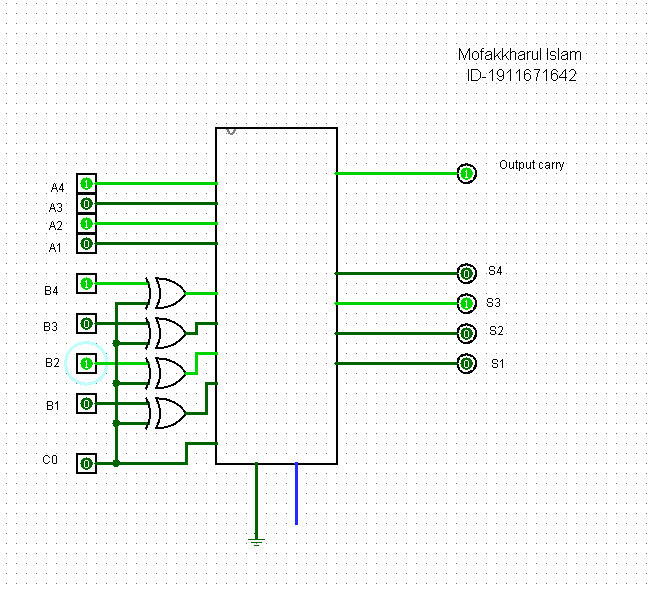 Mofakkharul Islam
ID-1911671642
Output carry
A4 1
A3 0
A2 1
A1 0
B4 1
B3 0
B2 1
B1 0
C0 0
1
S4 0
S3 1
S2 0
S1 0